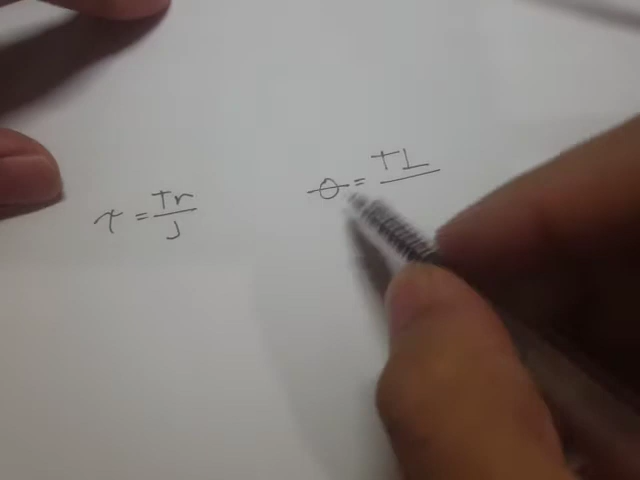 τ = Tr/J
θ = TL/